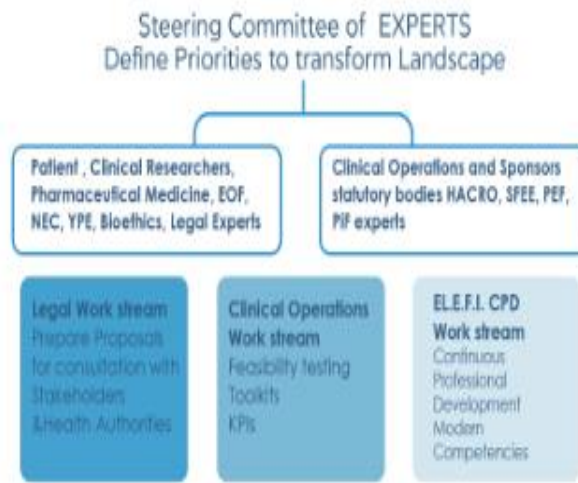 Steering Committee of EXPERTS
Define Priorities to transform Landscape
Patient , Clinical Researchers,
Pharmaceutical Medicine, EOF,
NEC, YPE, Bioethics, Legal Experts
Clinical Operations and Sponsors
statutory bodies HACRO, SFEE, PEF,
PIF experts
Legal Work stream
Prepare Proposals
for consultation with
Stakeholders
&Health Authorities
Clinical Operations
Work stream
Feasibility testing
Toolkits
KPIs
EL.E.F.I. CPD
Work stream
Continuous
Professional
Development
Modern
Competencies